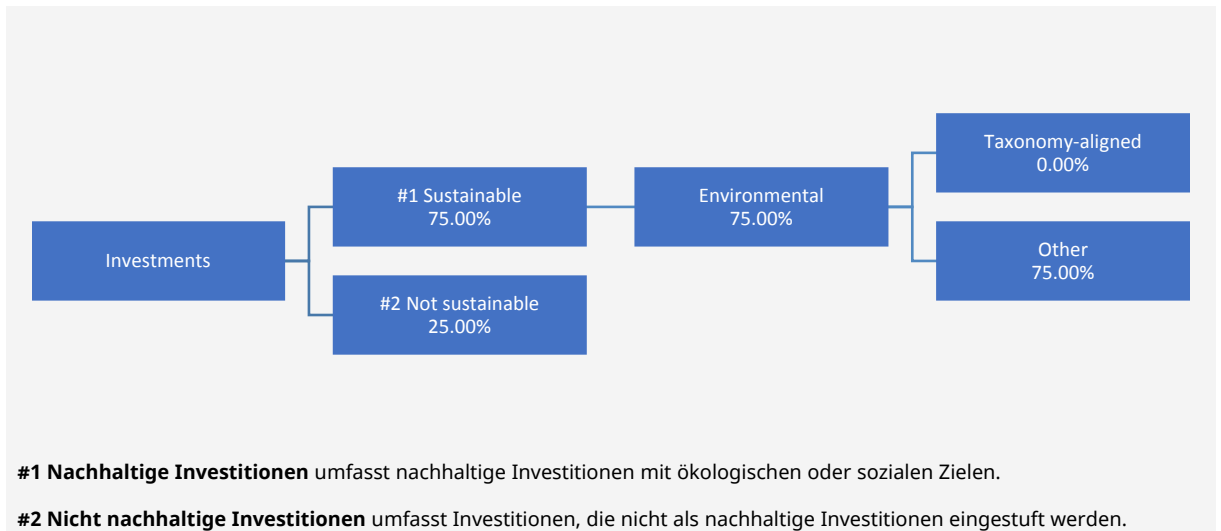 Investments
#1 Sustainable
75.00%
#2 Not sustainable
25.00%
Environmental
75.00%
Taxonomy-aligned
0.00%
Other
75.00%
#1 Nachhaltige Investitionen umfasst nachhaltige Investitionen mit ökologischen oder sozialen Zielen.
#2 Nicht nachhaltige Investitionen umfasst Investitionen, die nicht als nachhaltige Investitionen eingestuft werden.